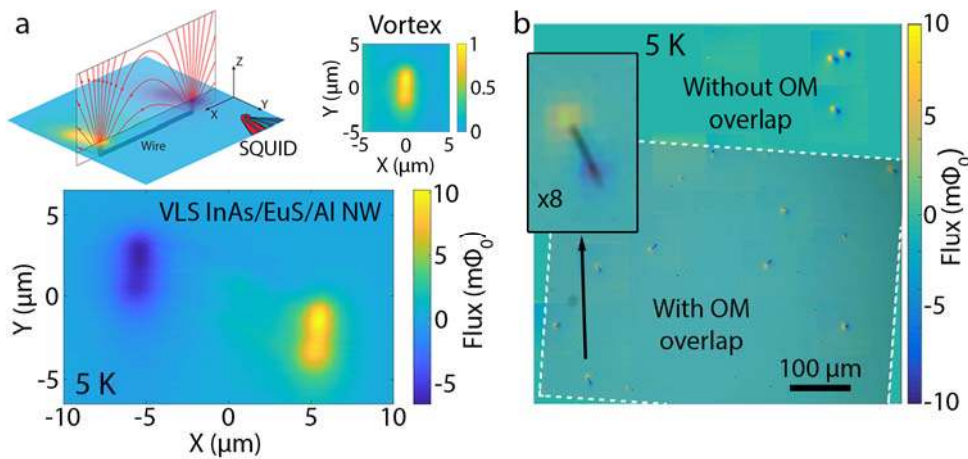 a
Z
X
Y
Wire
SQUID
Vortex
5
0
-5
Y (μm)
-5 0 5
X (μm)
1
0.5
0
VLS InAs/EuS/Al NW
5
0
-5
Y (μm)
5 K
-10 -5 0 5 10
X (μm)
10
5
0
-5
Flux (mΦ₀)
b
5 K
Without OM
overlap
x8
With OM
overlap
100 μm
10
5
0
-5
-10
Flux (mΦ₀)